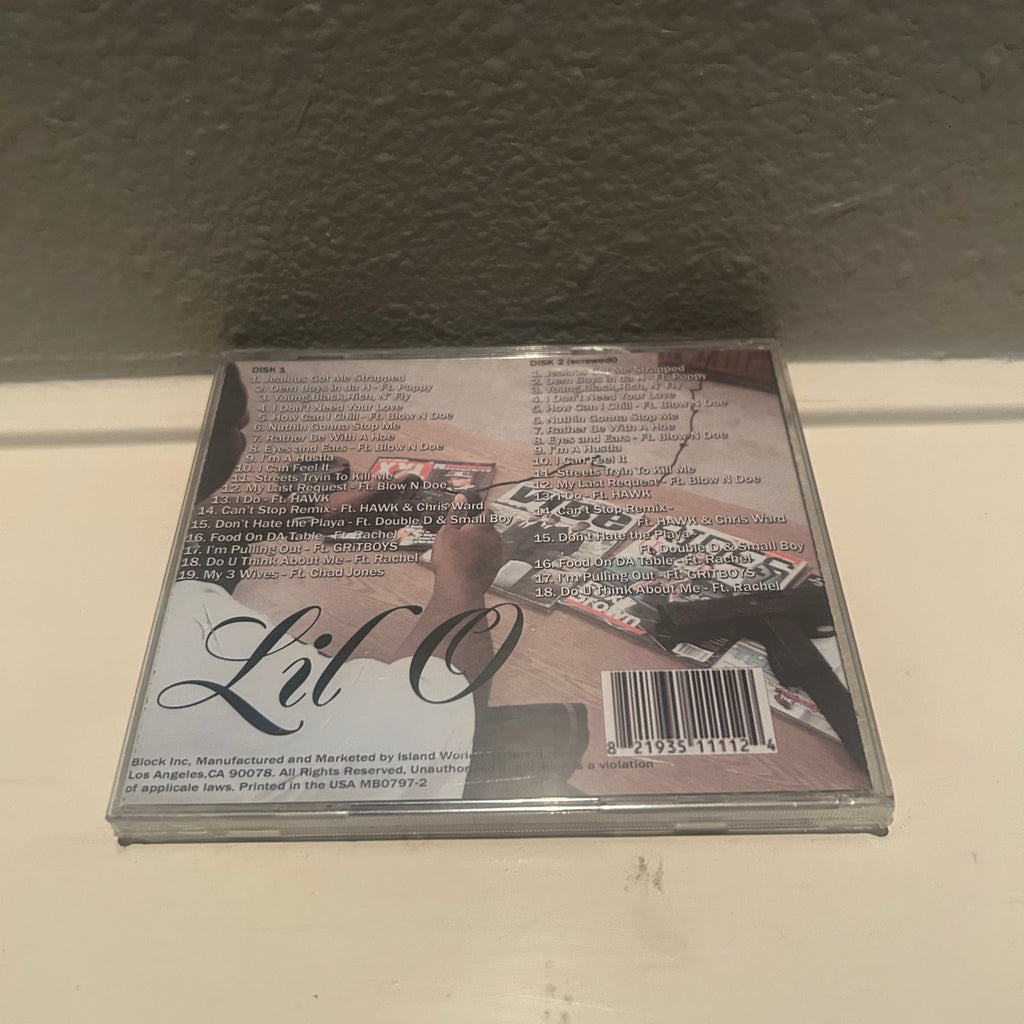 DISK 1
1. Jealous Got Me Strapped
2. Dem Boys in da H - Ft. Poppy
3. Young,Black,Rich, N' Fly
4. I Don't Need Your Love
5. How Can I Chill - Ft. Blow N Doe
6. Nuthin Gonna Stop Me
7. Rather Be With A Hoe
8. Eyes and Ears - Ft. Blow N Doe
9. I'm A Hustla
10. I Can Feel It
11. Streets Tryin To Kill Me
12. My Last Request - Ft. Blow N Doe
13. I Do - Ft. HAWK
14. Can't Stop Remix - Ft. HAWK & Chris Ward
15. Don't Hate the Playa - Ft. Double D & Small Boy
16. Food On DA Table - Ft. Rachel
17. I'm Pulling Out - Ft. GRiTBOYS
18. Do U Think About Me - Ft. Rachel
19. My 3 Wives - Ft. Chad Jones
DISK 2 (screwed)
1. Jealous Got Me Strapped
2. Dem Boys in da H - Ft.Poppy
3. Young,Black,Rich, N' Fly
4. I Don't Need Your Love
5. How Can I Chill - Ft. Blow N Doe
6. Nuthin Gonna Stop Me
7. Rather Be With A Hoe
8. Eyes and Ears - Ft. Blow N Doe
9. I'm A Hustla
10. I Can Feel It
11. Streets Tryin To Kill Me
12. My Last Request - Ft. Blow N Doe
13. I Do - Ft. HAWK
14. Can't Stop Remix -
Ft. HAWK & Chris Ward
15. Don't Hate the Playa -
Ft. Double D & Small Boy
16. Food On DA Table - Ft. Rachel
17. I'm Pulling Out - Ft. GRiTBOYS
18. Do U Think About Me - Ft. Rachel
XXL
brown
Lil O
8 21935 11112 4
Block Inc, Manufactured and Marketed by Island
Los Angeles,CA 90078. All Rights Reserved, is a violation
of applicale laws. Printed in the USA MB0797-2